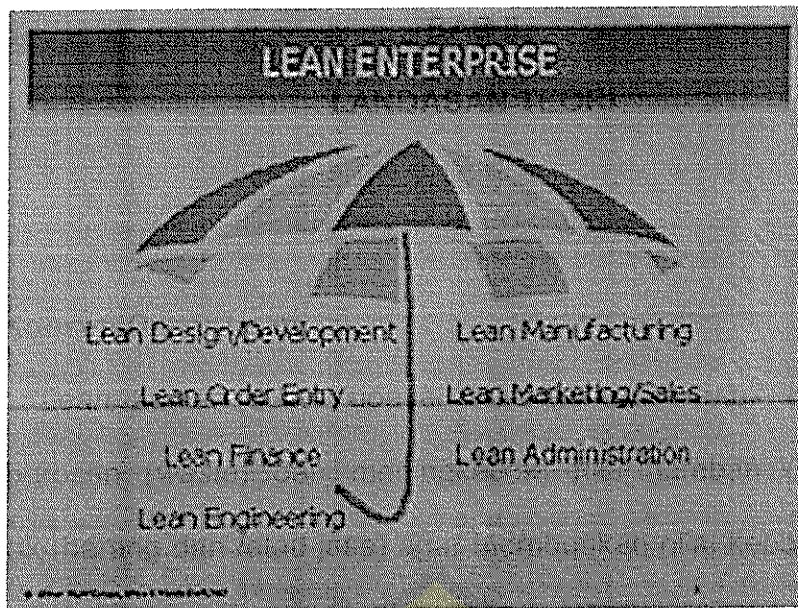 LEAN ENTERPRISE
Lean Design/Development
Lean Manufacturing
Lean Order Entry
Lean Marketing/Sales
Lean Finance
Lean Administration
Lean Engineering